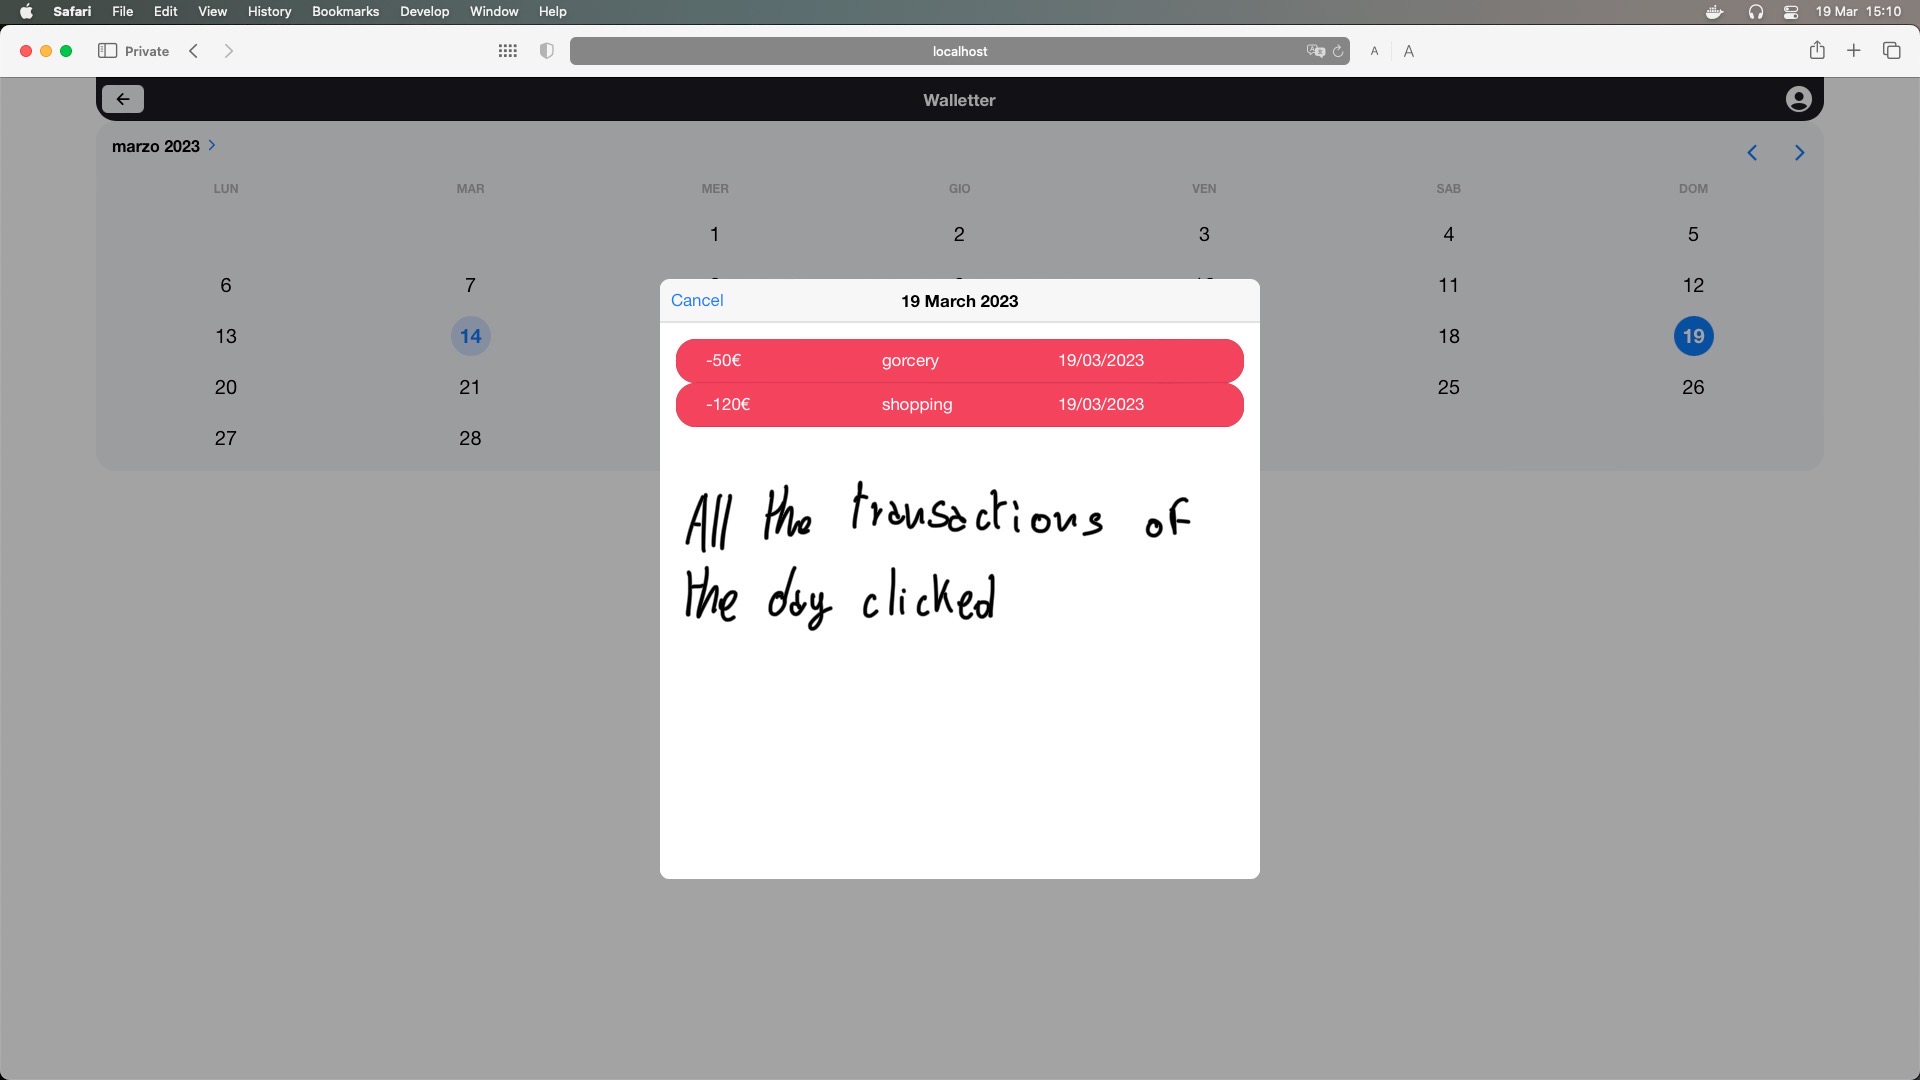 Safari File Edit View History Bookmarks Develop Window Help 19 Mar 15:10
Private localhost A A
Walletter
marzo 2023
LUN MAR MER GIO VEN SAB DOM
1 2 3 4 5
6 7 11 12
Cancel 19 March 2023
13 14 18 19
-50€ gorcery 19/03/2023
20 21 25 26
-120€ shopping 19/03/2023
27 28
All the transactions of
the day clicked